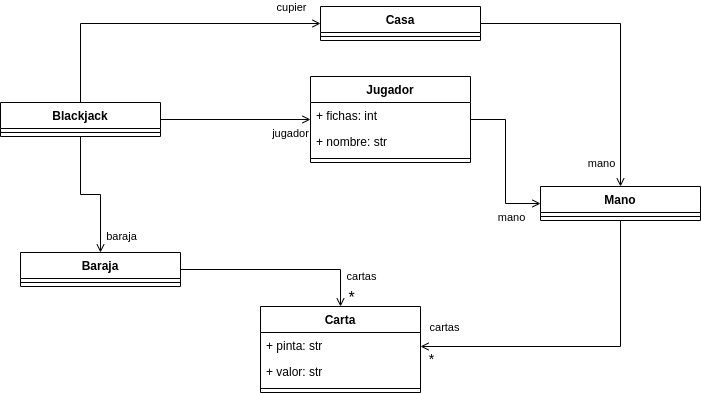 cupier
Casa
Jugador
+ fichas: int
+ nombre: str
Blackjack
jugador
mano
Mano
mano
baraja
Baraja
cartas
*
Carta
+ pinta: str
+ valor: str
cartas
*